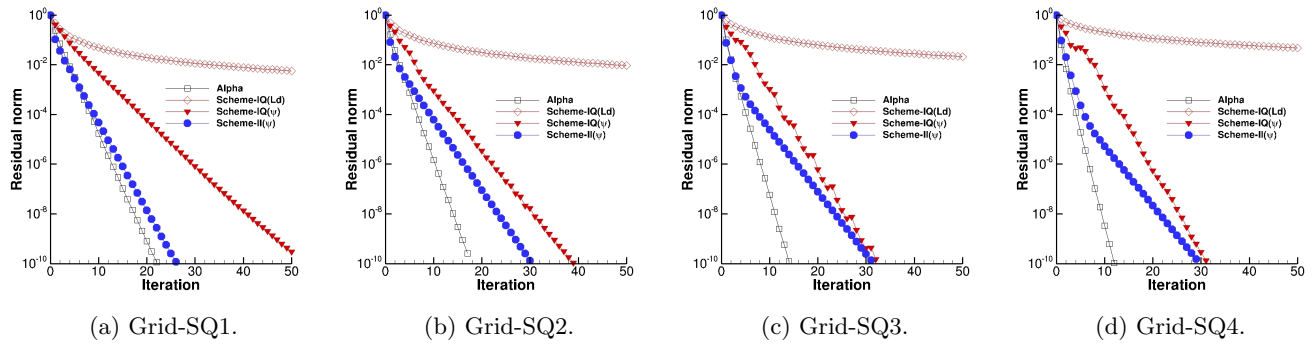 10^0
10^-2
10^-4
10^-6
10^-8
10^-10
Residual norm
0 10 20 30 40 50
Iteration
Alpha
Scheme-IQ(Ld)
Scheme-IQ(ψ)
Scheme-II(ψ)
(a) Grid-SQ1.
10^0
10^-2
10^-4
10^-6
10^-8
10^-10
Residual norm
0 10 20 30 40 50
Iteration
Alpha
Scheme-IQ(Ld)
Scheme-IQ(ψ)
Scheme-II(ψ)
(b) Grid-SQ2.
10^0
10^-2
10^-4
10^-6
10^-8
10^-10
Residual norm
0 10 20 30 40 50
Iteration
Alpha
Scheme-IQ(Ld)
Scheme-IQ(ψ)
Scheme-II(ψ)
(c) Grid-SQ3.
10^0
10^-2
10^-4
10^-6
10^-8
10^-10
Residual norm
0 10 20 30 40 50
Iteration
Alpha
Scheme-IQ(Ld)
Scheme-IQ(ψ)
Scheme-II(ψ)
(d) Grid-SQ4.